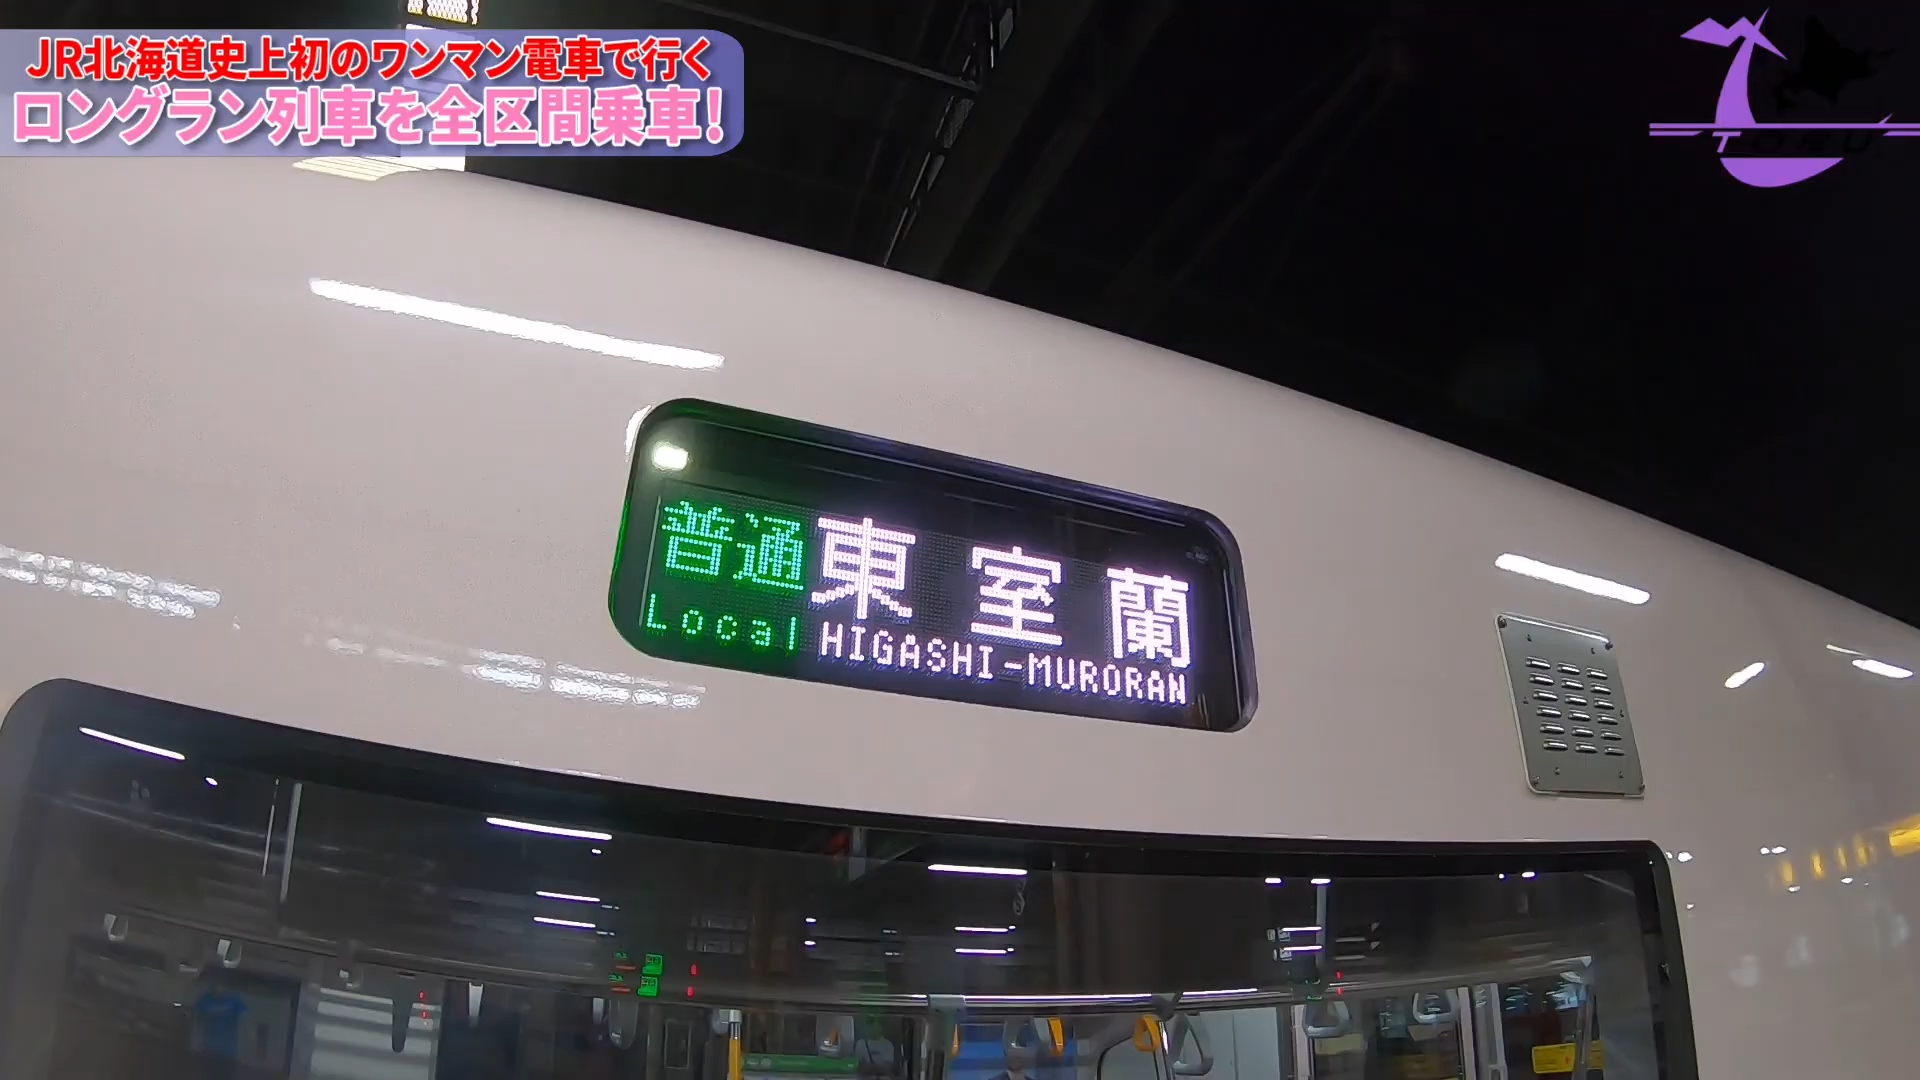 JR北海道史上初のワンマン電車で行く
ロングラン列車を全区間乗車!
TOMU
普通 東室蘭
Local HIGASHI-MURORAN